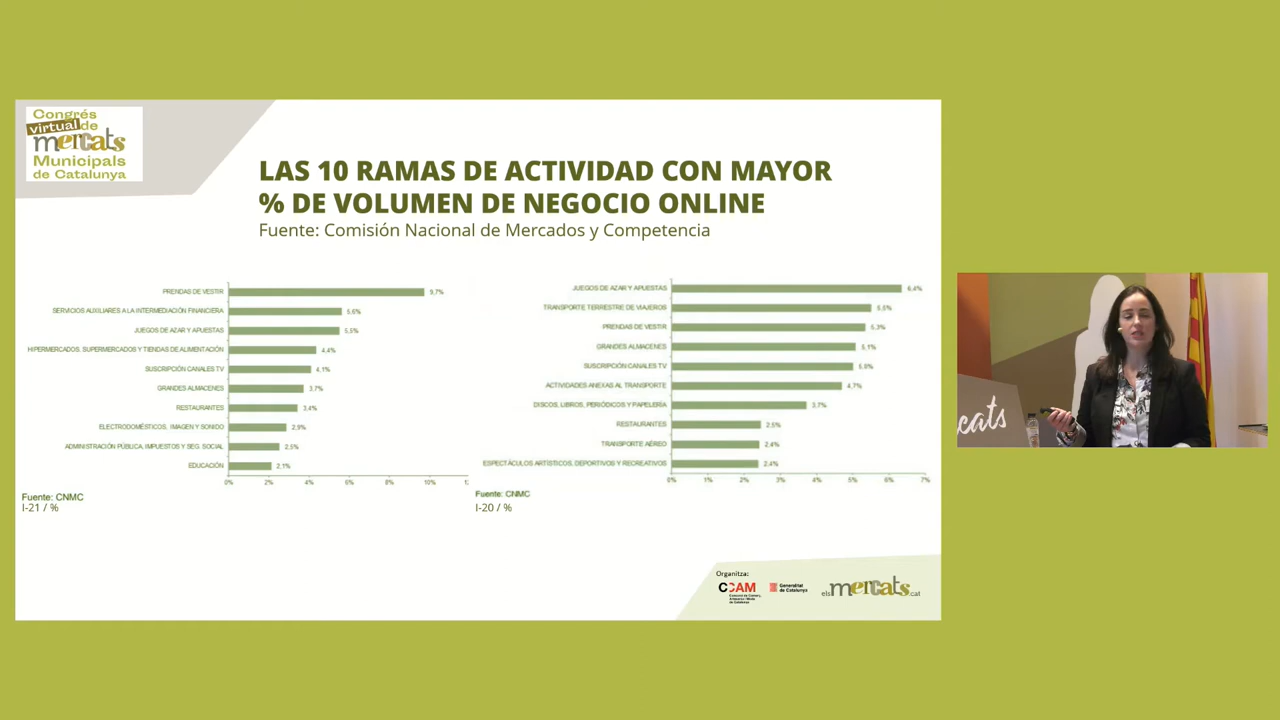 Congrés
virtual de
mercats
Municipals
de Catalunya
LAS 10 RAMAS DE ACTIVIDAD CON MAYOR
% DE VOLUMEN DE NEGOCIO ONLINE
Fuente: Comisión Nacional de Mercados y Competencia
PRENDAS DE VESTIR 9,7%
SERVICIOS AUXILIARES A LA INTERMEDIACIÓN FINANCIERA 5,6%
JUEGOS DE AZAR Y APUESTAS 5,5%
HIPERMERCADOS, SUPERMERCADOS Y TIENDAS DE ALIMENTACIÓN 4,4%
SUSCRIPCIÓN CANALES TV 4,1%
GRANDES ALMACENES 3,7%
RESTAURANTES 3,4%
ELECTRODOMÉSTICOS, IMAGEN Y SONIDO 2,9%
ADMINISTRACIÓN PÚBLICA, IMPUESTOS Y SEG. SOCIAL 2,5%
EDUCACIÓN 2,1%
0% 2% 4% 6% 8% 10%
Fuente: CNMC
I-21 / %
JUEGOS DE AZAR Y APUESTAS 6,4%
TRANSPORTE TERRESTRE DE VIAJEROS 5,5%
PRENDAS DE VESTIR 5,3%
GRANDES ALMACENES 5,1%
SUSCRIPCIÓN CANALES TV
ACTIVIDADES ANEXAS AL TRANSPORTE 4,7%
DISCOS, LIBROS, PERIÓDICOS Y PAPELERÍA 3,7%
RESTAURANTES 2,5%
TRANSPORTE AÉREO 2,4%
ESPECTÁCULOS ARTÍSTICOS, DEPORTIVOS Y RECREATIVOS 2,4%
0% 1% 2% 3% 4% 5% 6% 7%
Fuente: CNMC
I-20 / %
Organitza:
CCAM
Consorci de Comerç,
Artesania i Moda
de Catalunya
Generalitat
de Catalunya
elsmercats.cat
cats